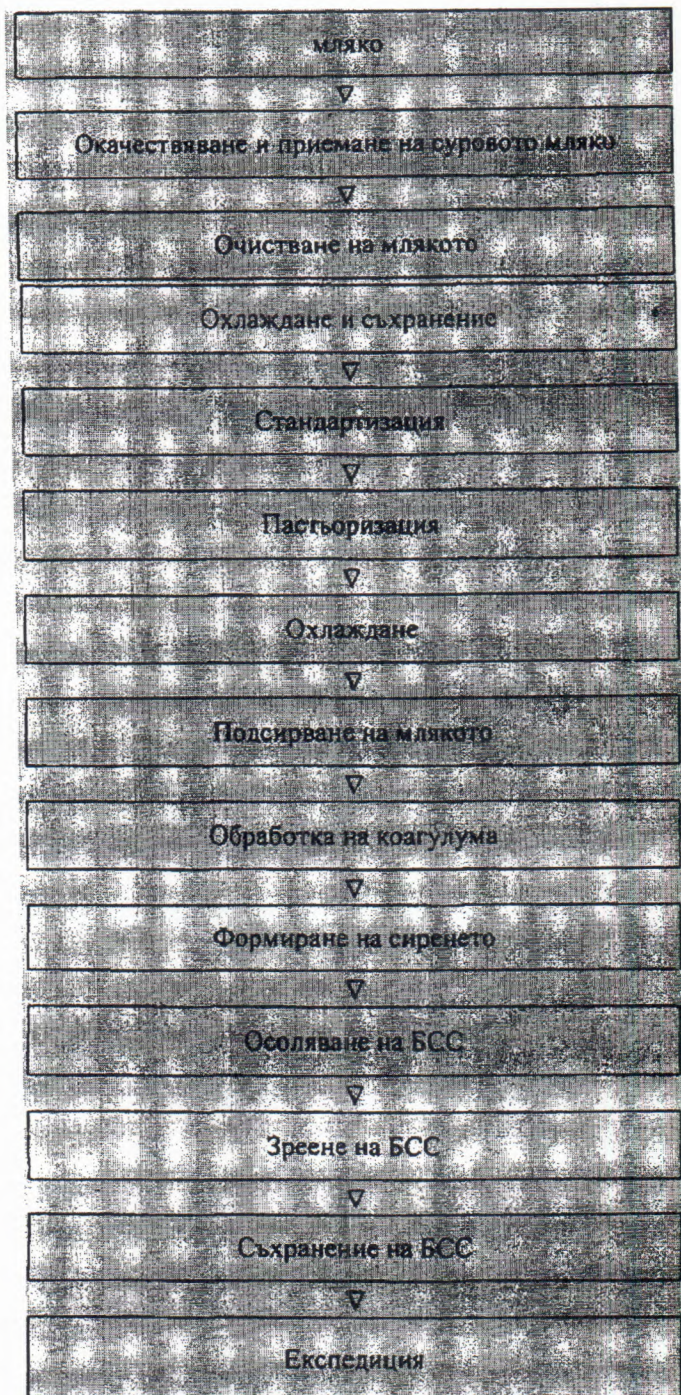 мляко
Окачествяване и приемане на суровото мляко
Очистване на млякото
Охлаждане и съхранение
Стандартизация
Пастьоризация
Охлаждане
Подсирване на млякото
Обработка на коагулума
Формиране на сиренето
Осоляване на БСС
Зреене на БСС
Съхранение на БСС
Експедиция